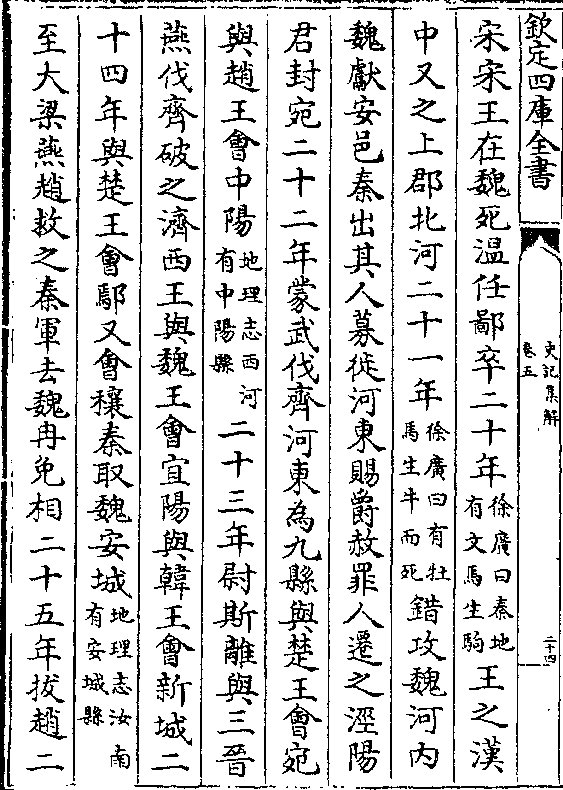 欽定四庫全書
史記集解
卷五
二十四
宋宋王在魏死温任鄙卒二十年徐廣曰秦地有文馬生駒王之漢
中又之上郡北河二十一年徐廣曰有牡馬生牛而死錯攻魏河内
魏獻安邑秦出其人募徙河東賜爵赦罪人遷之涇陽
君封宛二十二年蒙武伐齊河東為九縣與楚王會宛
與趙王會中陽地理志西河有中陽縣二十三年尉斯離與三晉
燕伐齊破之濟西王與魏王會宜陽與韓王會新城二
十四年與楚王會鄢又會穰秦取魏安城地理志汝南有安城縣
至大梁燕趙救之秦軍去魏冉免相二十五年拔趙二